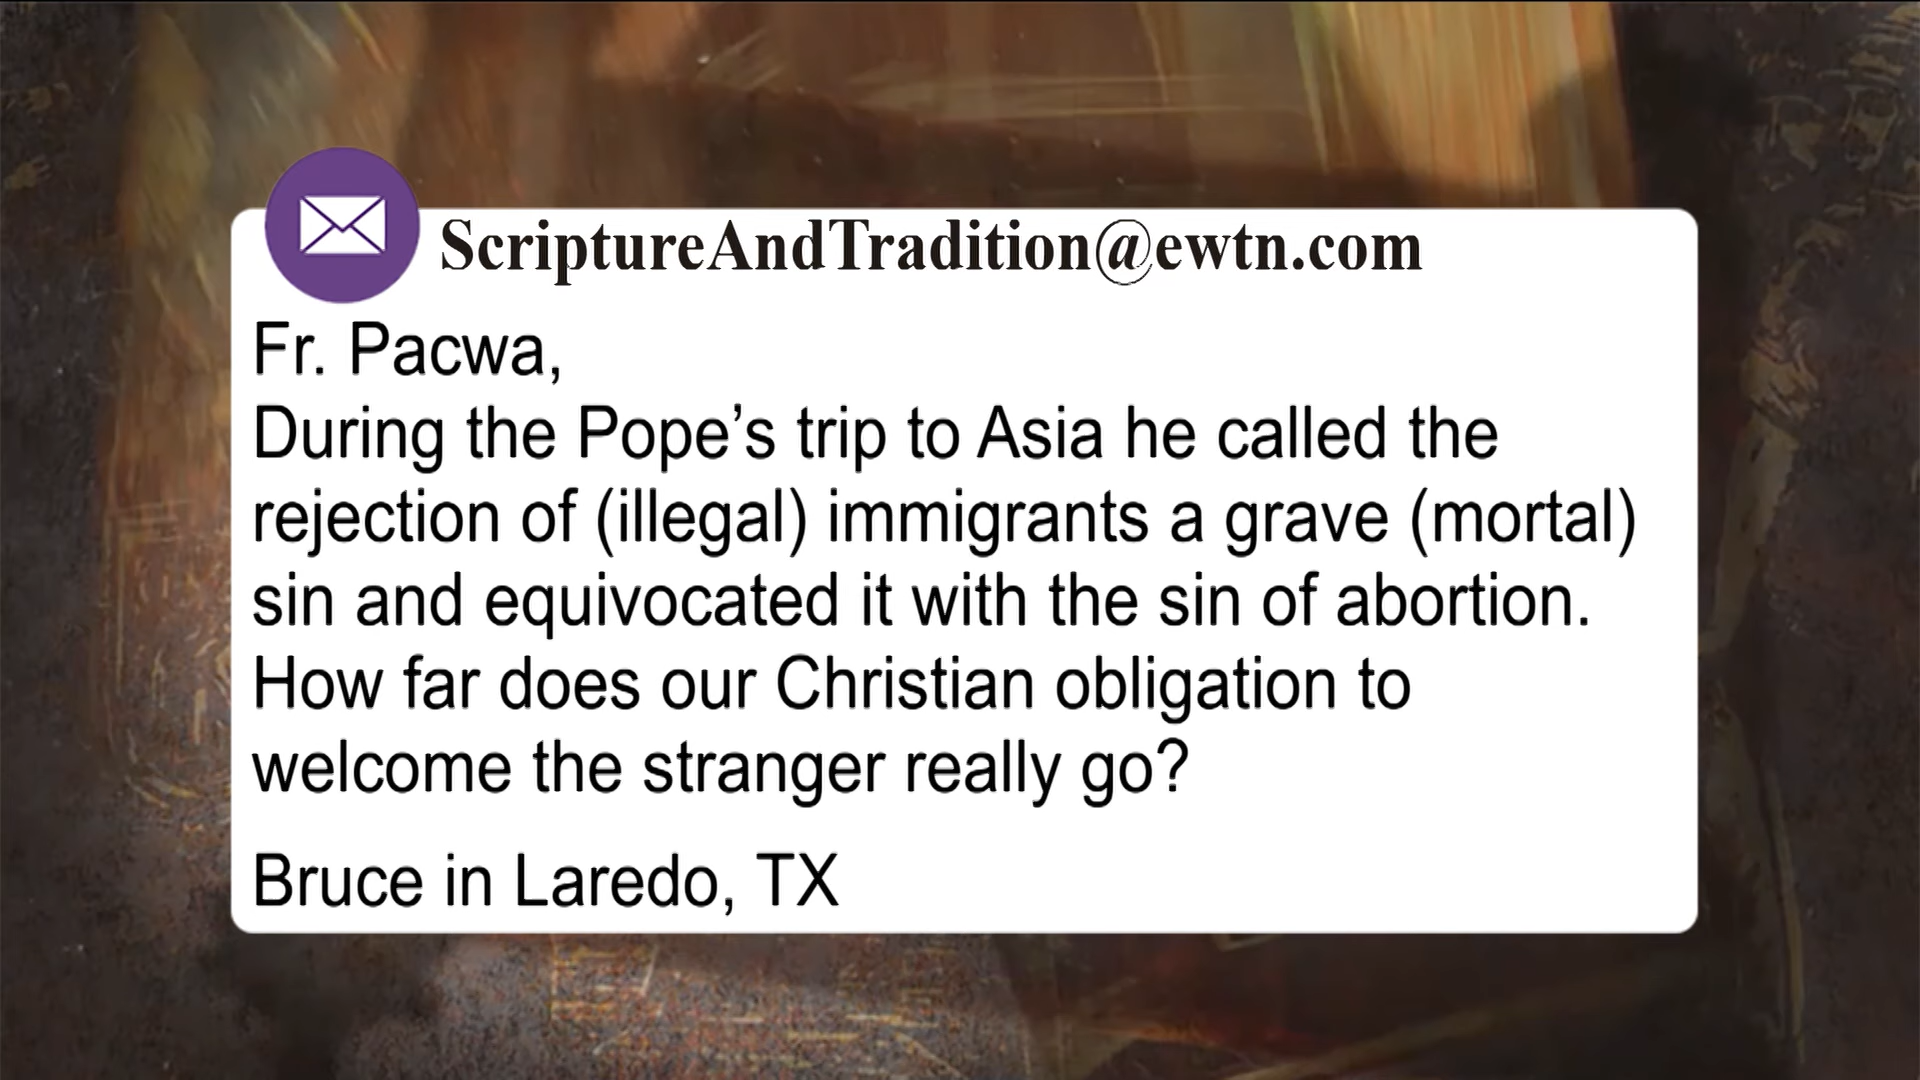 ScriptureAndTradition@ewtn.com
Fr. Pacwa,
During the Pope’s trip to Asia he called the
rejection of (illegal) immigrants a grave (mortal)
sin and equivocated it with the sin of abortion.
How far does our Christian obligation to
welcome the stranger really go?
Bruce in Laredo, TX